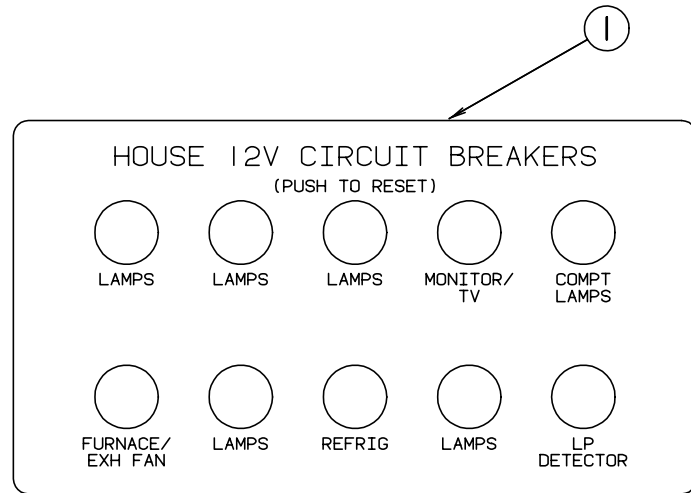 1
HOUSE 12V CIRCUIT BREAKERS
(PUSH TO RESET)
LAMPS LAMPS LAMPS MONITOR/ TV COMPT LAMPS
FURNACE/ EXH FAN LAMPS REFRIG LAMPS LP DETECTOR